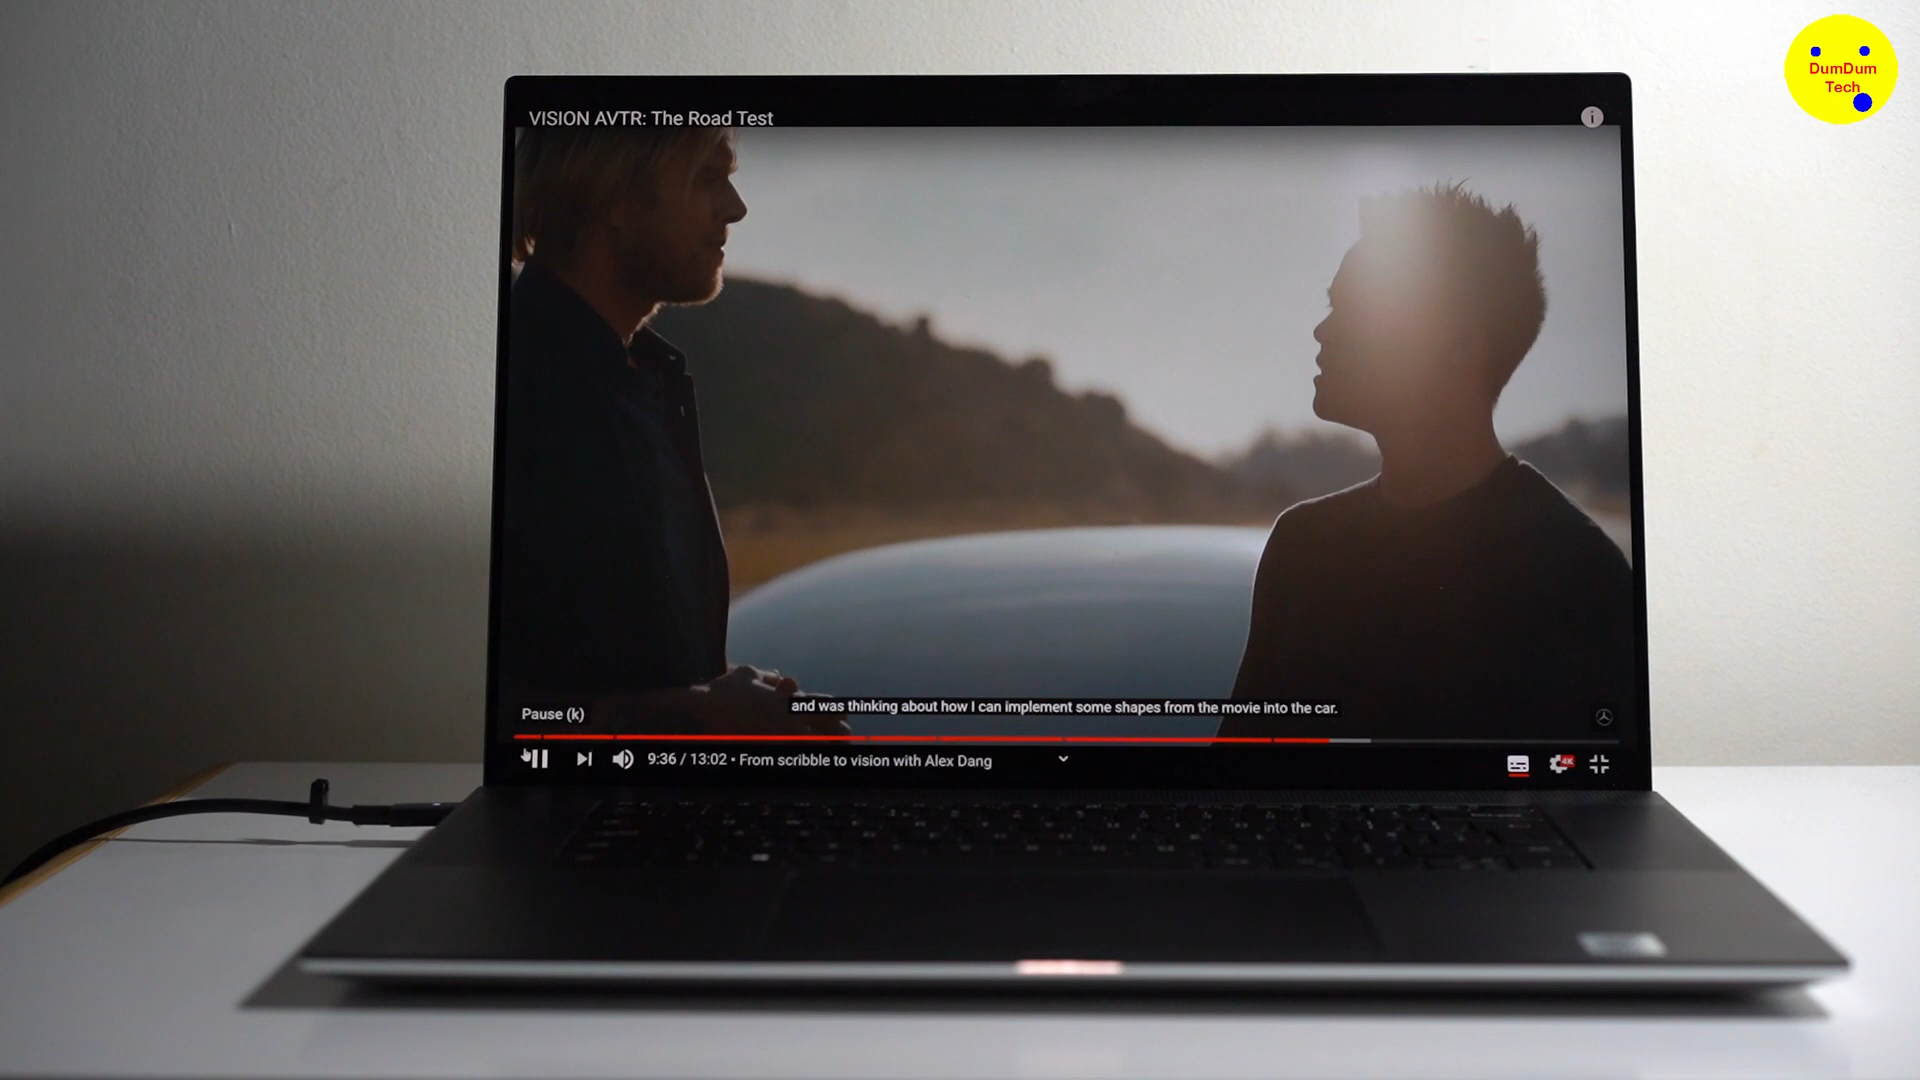 DumDum
Tech
VISION AVTR: The Road Test
i
and was thinking about how I can implement some shapes from the movie into the car.
Pause (k)
9:36 / 13:02 • From scribble to vision with Alex Dang
4K